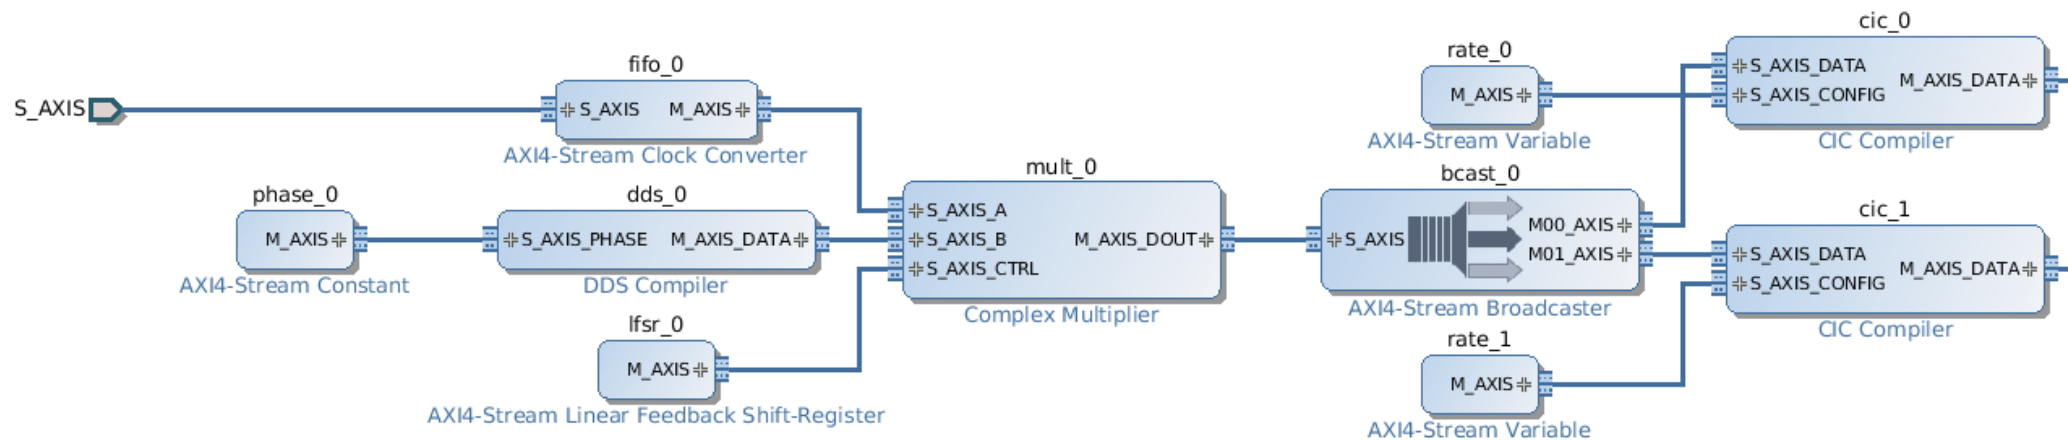 S_AXIS
fifo_0
S_AXIS M_AXIS
AXI4-Stream Clock Converter
phase_0
M_AXIS
AXI4-Stream Constant
dds_0
S_AXIS_PHASE M_AXIS_DATA
DDS Compiler
lfsr_0
M_AXIS
AXI4-Stream Linear Feedback Shift-Register
mult_0
S_AXIS_A
S_AXIS_B M_AXIS_DOUT
S_AXIS_CTRL
Complex Multiplier
rate_0
M_AXIS
AXI4-Stream Variable
bcast_0
M00_AXIS
S_AXIS
M01_AXIS
AXI4-Stream Broadcaster
rate_1
M_AXIS
AXI4-Stream Variable
cic_0
S_AXIS_DATA
M_AXIS_DATA
S_AXIS_CONFIG
CIC Compiler
cic_1
S_AXIS_DATA
M_AXIS_DATA
S_AXIS_CONFIG
CIC Compiler